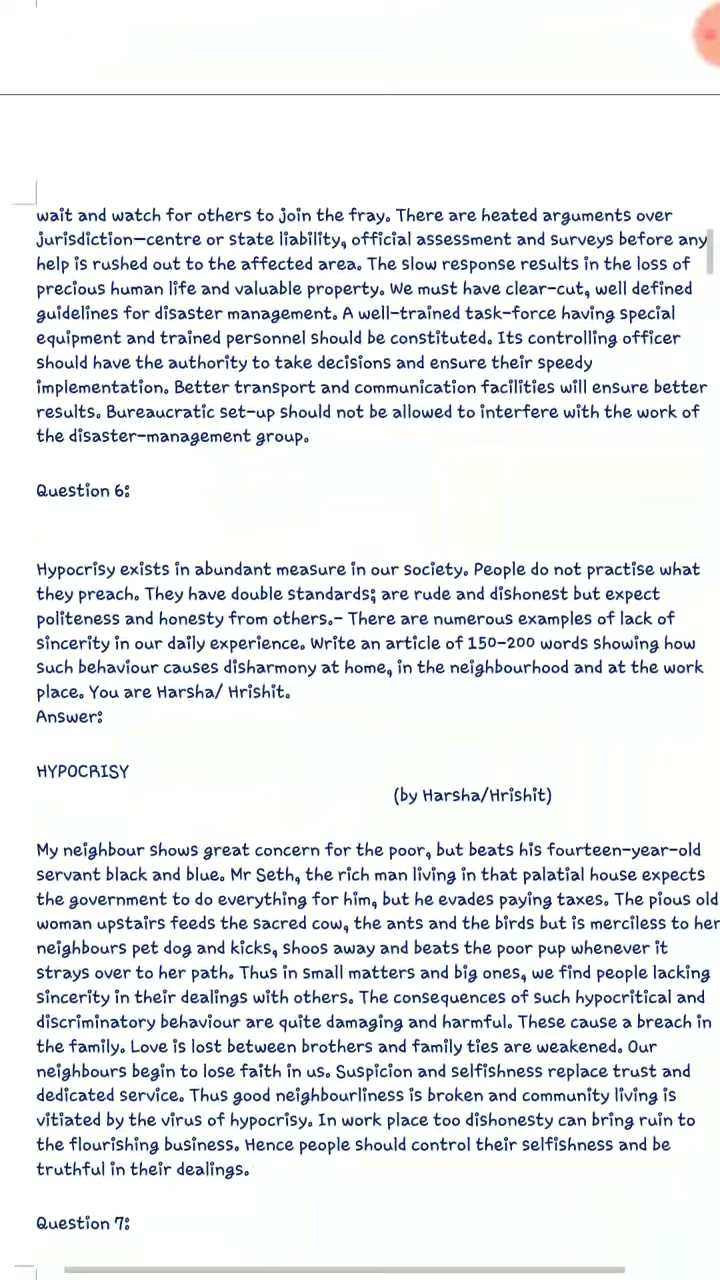 wait and watch for others to join the fray. There are heated arguments over
jurisdiction—centre or state liability, official assessment and surveys before any
help is rushed out to the affected area. The slow response results in the loss of
precious human life and valuable property. We must have clear-cut, well defined
guidelines for disaster management. A well-trained task-force having special
equipment and trained personnel should be constituted. Its controlling officer
should have the authority to take decisions and ensure their speedy
implementation. Better transport and communication facilities will ensure better
results. Bureaucratic set-up should not be allowed to interfere with the work of
the disaster-management group.
Question 6:
Hypocrisy exists in abundant measure in our society. People do not practise what
they preach. They have double standards; are rude and dishonest but expect
politeness and honesty from others.- There are numerous examples of lack of
sincerity in our daily experience. Write an article of 150-200 words showing how
such behaviour causes disharmony at home, in the neighbourhood and at the work
place. You are Harsha/ Hrishit.
Answer:
HYPOCRISY
(by Harsha/Hrishit)
My neighbour shows great concern for the poor, but beats his fourteen-year-old
servant black and blue. Mr Seth, the rich man living in that palatial house expects
the government to do everything for him, but he evades paying taxes. The pious old
woman upstairs feeds the sacred cow, the ants and the birds but is merciless to her
neighbours pet dog and kicks, shoos away and beats the poor pup whenever it
strays over to her path. Thus in small matters and big ones, we find people lacking
sincerity in their dealings with others. The consequences of such hypocritical and
discriminatory behaviour are quite damaging and harmful. These cause a breach in
the family. Love is lost between brothers and family ties are weakened. Our
neighbours begin to lose faith in us. Suspicion and selfishness replace trust and
dedicated service. Thus good neighbourliness is broken and community living is
vitiated by the virus of hypocrisy. In work place too dishonesty can bring ruin to
the flourishing business. Hence people should control their selfishness and be
truthful in their dealings.
Question 7: